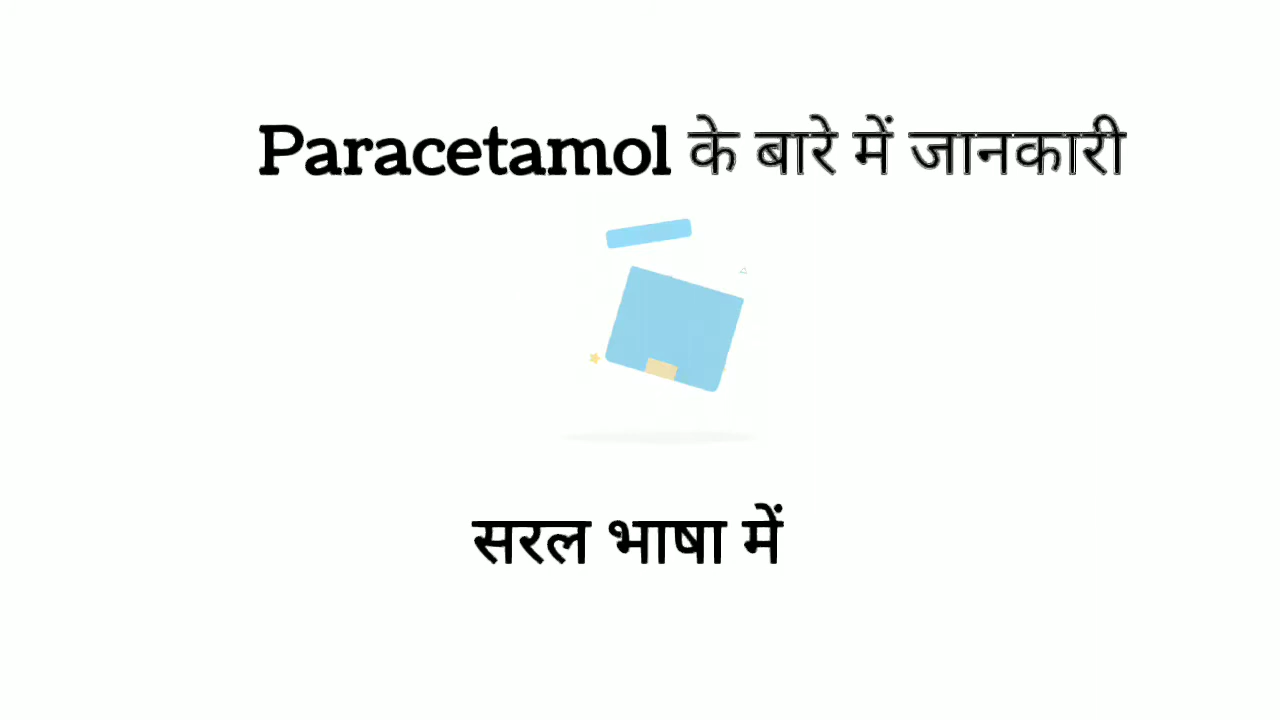 Paracetamol के बारे में जानकारी
सरल भाषा में